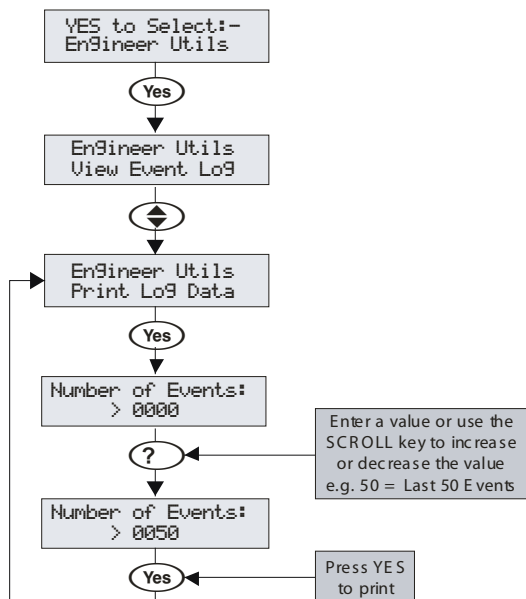 YES to Select:-
Engineer Utils
Yes
Engineer Utils
View Event Log
Engineer Utils
Print Log Data
Yes
Number of Events:
> 0000
?
Enter a value or use the
SCROLL key to increase
or decrease the value
e.g. 50 = Last 50 Events
Number of Events:
> 0050
Yes
Press YES
to print